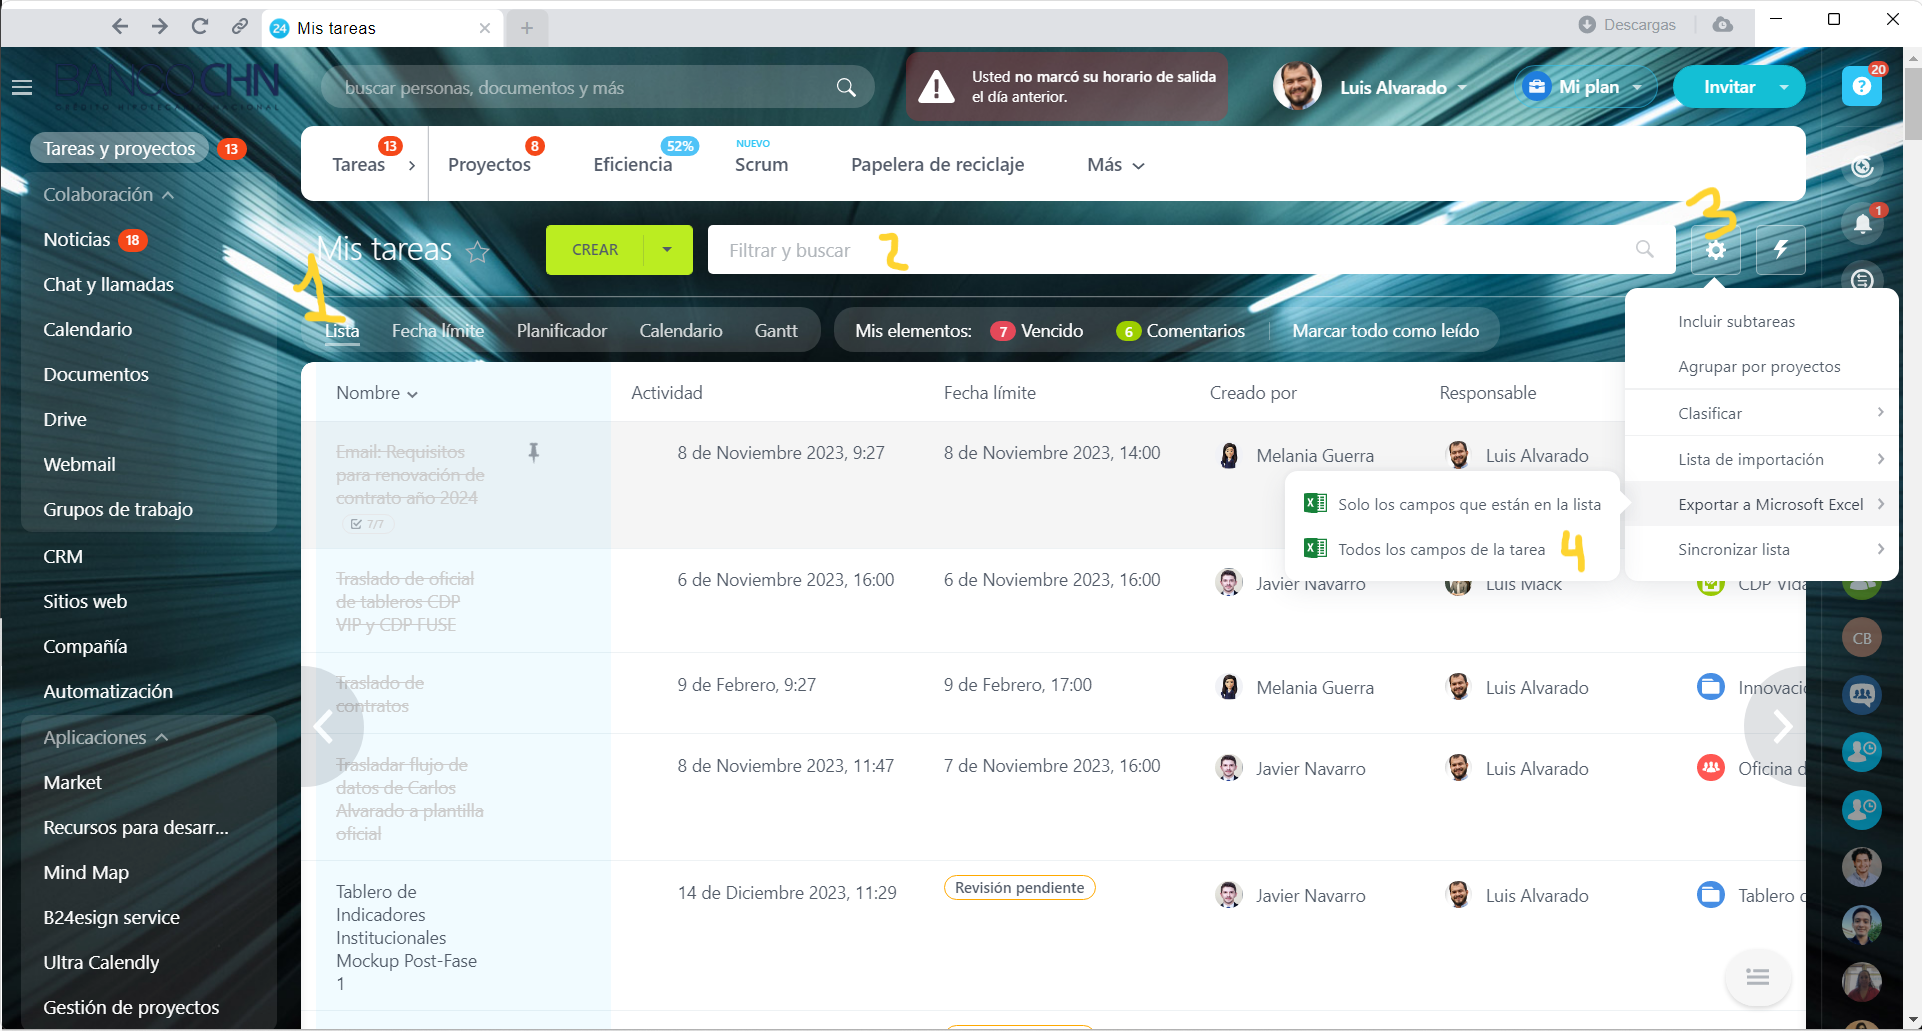 24 Mis tareas
Descargas
BANCO CHN
CRÉDITO HIPOTECARIO NACIONAL
buscar personas, documentos y más
Usted no marcó su horario de salida
el día anterior.
Luis Alvarado
Mi plan
Invitar
20
Tareas y proyectos 13
Colaboración
Noticias 18
Chat y llamadas
Calendario
Documentos
Drive
Webmail
Grupos de trabajo
CRM
Sitios web
Compañía
Automatización
Aplicaciones
Market
Recursos para desarr...
Mind Map
B24esign service
Ultra Calendly
Gestión de proyectos
Tareas 13
Proyectos 8
Eficiencia 52%
NUEVO
Scrum
Papelera de reciclaje
Más
Mis tareas
CREAR
Filtrar y buscar
2
3
1
1
Lista Fecha límite Planificador Calendario Gantt
Mis elementos: 7 Vencido 6 Comentarios Marcar todo como leído
Incluir subtareas
Agrupar por proyectos
Clasificar
Lista de importación
Exportar a Microsoft Excel
Sincronizar lista
Solo los campos que están en la lista
Todos los campos de la tarea 4
Nombre Actividad Fecha límite Creado por Responsable
Email: Requisitos
para renovación de
contrato año 2024
7/7
8 de Noviembre 2023, 9:27 8 de Noviembre 2023, 14:00 Melania Guerra Luis Alvarado
Traslado de oficial
de tableros CDP
VIP y CDP FUSE
6 de Noviembre 2023, 16:00 6 de Noviembre 2023, 16:00 Javier Navarro Luis Mack CDP Vida
Traslado de
contratos
9 de Febrero, 9:27 9 de Febrero, 17:00 Melania Guerra Luis Alvarado Innovació
Trasladar flujo de
datos de Carlos
Alvarado a plantilla
oficial
8 de Noviembre 2023, 11:47 7 de Noviembre 2023, 16:00 Javier Navarro Luis Alvarado Oficina d
Tablero de
Indicadores
Institucionales
Mockup Post-Fase
1
14 de Diciembre 2023, 11:29 Revisión pendiente Javier Navarro Luis Alvarado Tablero
CB